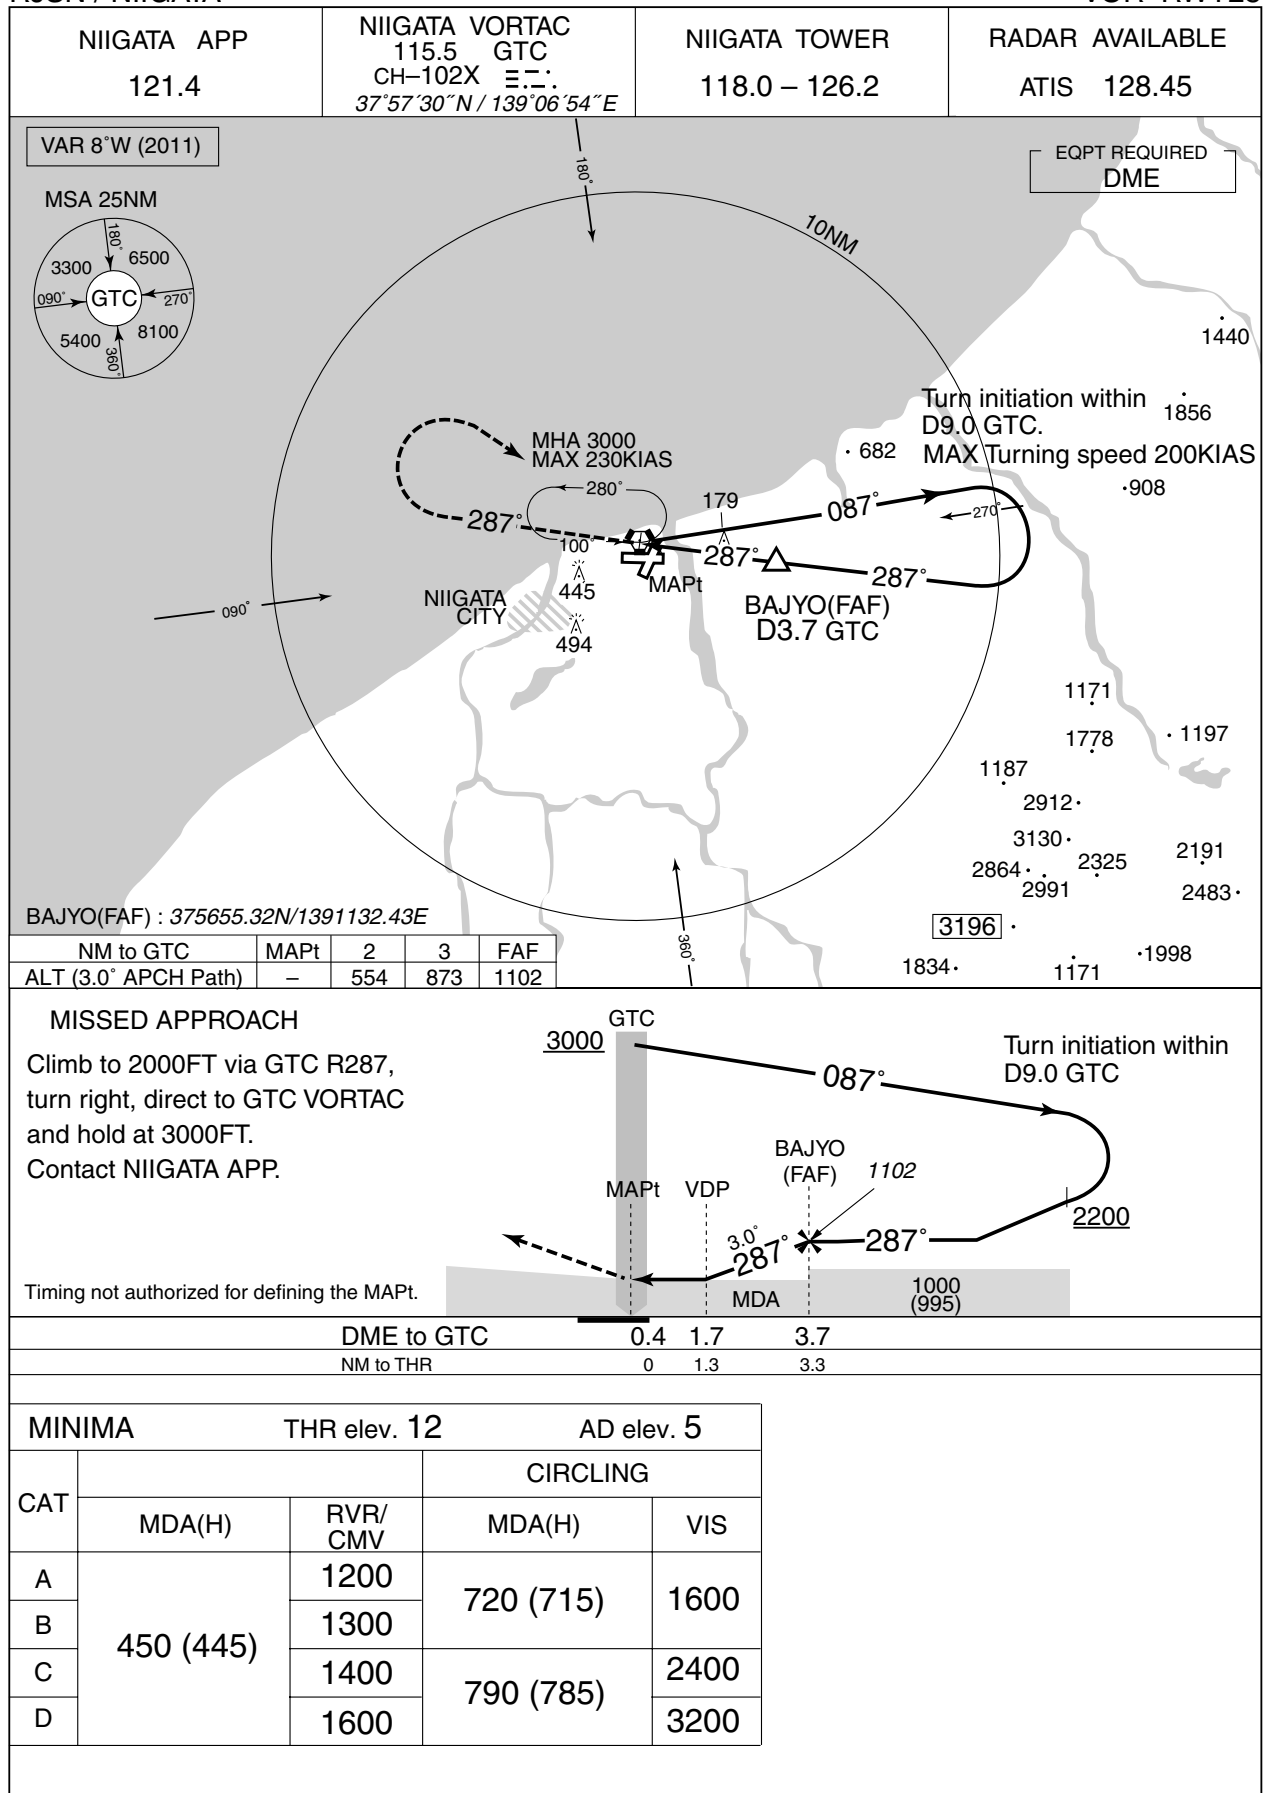 NIIGATA APP
121.4
NIIGATA VORTAC
115.5 GTC
CH–102X
37°57´30˝N / 139°06´54˝E
NIIGATA TOWER
118.0 – 126.2
RADAR AVAILABLE
ATIS 128.45
VAR 8°W (2011)
EQPT REQUIRED
DME
MSA 25NM
180°
3300
6500
090°
GTC
270°
5400
8100
360°
180°
10NM
1440
Turn initiation within
D9.0 GTC.
MAX Turning speed 200KIAS
1856
682
908
MHA 3000
MAX 230KIAS
280°
179
087°
270°
287°
100°
287°
287°
MAPt
445
NIIGATA
CITY
494
BAJYO(FAF)
D3.7 GTC
090°
1171
1778
1197
1187
2912
3130
2864
2325
2191
2991
2483
3196
1834
1171
1998
360°
BAJYO(FAF) : 375655.32N/1391132.43E
NM to GTC MAPt 2 3 FAF
ALT (3.0° APCH Path) – 554 873 1102
MISSED APPROACH
Climb to 2000FT via GTC R287,
turn right, direct to GTC VORTAC
and hold at 3000FT.
Contact NIIGATA APP.
GTC
3000
087°
Turn initiation within
D9.0 GTC
BAJYO
(FAF)
1102
MAPt VDP
2200
3.0°
287°
287°
Timing not authorized for defining the MAPt.
MDA
1000
(995)
DME to GTC 0.4 1.7 3.7
NM to THR 0 1.3 3.3
MINIMA THR elev. 12 AD elev. 5
CAT
CIRCLING
MDA(H) RVR/
CMV MDA(H) VIS
A 1200 720 (715) 1600
B 1300
450 (445)
C 1400 790 (785) 2400
D 1600 3200